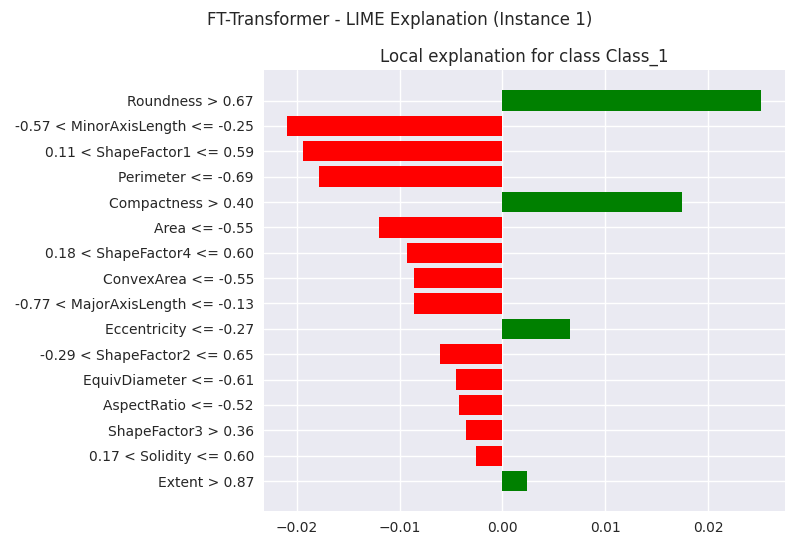 FT-Transformer - LIME Explanation (Instance 1)
Local explanation for class Class_1
Roundness > 0.67
-0.57 < MinorAxisLength <= -0.25
0.11 < ShapeFactor1 <= 0.59
Perimeter <= -0.69
Compactness > 0.40
Area <= -0.55
0.18 < ShapeFactor4 <= 0.60
ConvexArea <= -0.55
-0.77 < MajorAxisLength <= -0.13
Eccentricity <= -0.27
-0.29 < ShapeFactor2 <= 0.65
EquivDiameter <= -0.61
AspectRatio <= -0.52
ShapeFactor3 > 0.36
0.17 < Solidity <= 0.60
Extent > 0.87
−0.02 −0.01 0.00 0.01 0.02